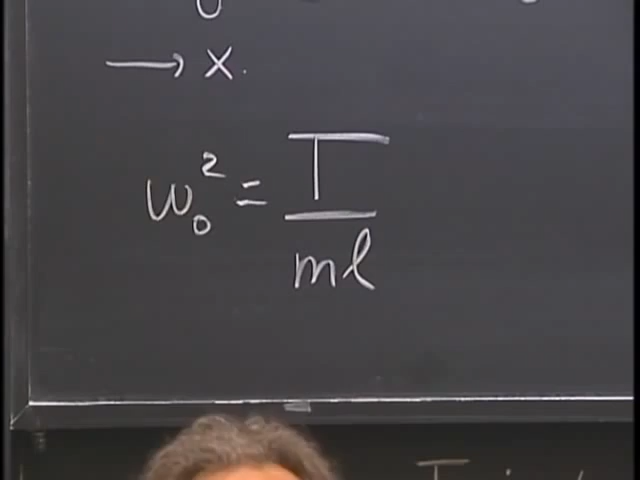 → x
ω₀² = T / ml